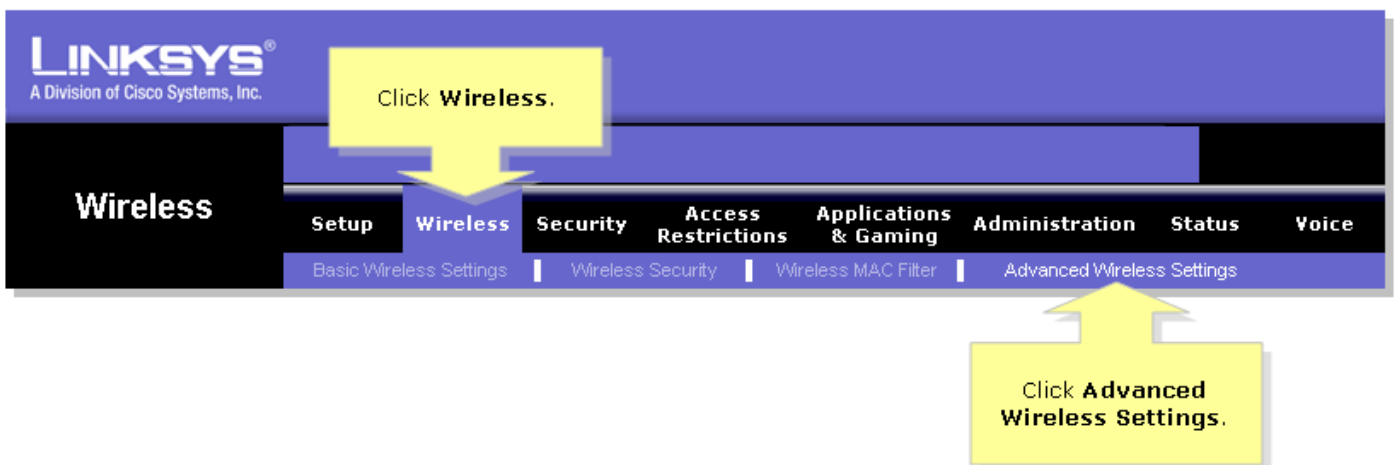 LINKSYS®
A Division of Cisco Systems, Inc.
Click Wireless.
Wireless
Setup
Wireless
Security
Access
Restrictions
Applications
& Gaming
Administration
Status
Voice
Basic Wireless Settings
Wireless Security
Wireless MAC Filter
Advanced Wireless Settings
Click Advanced
Wireless Settings.